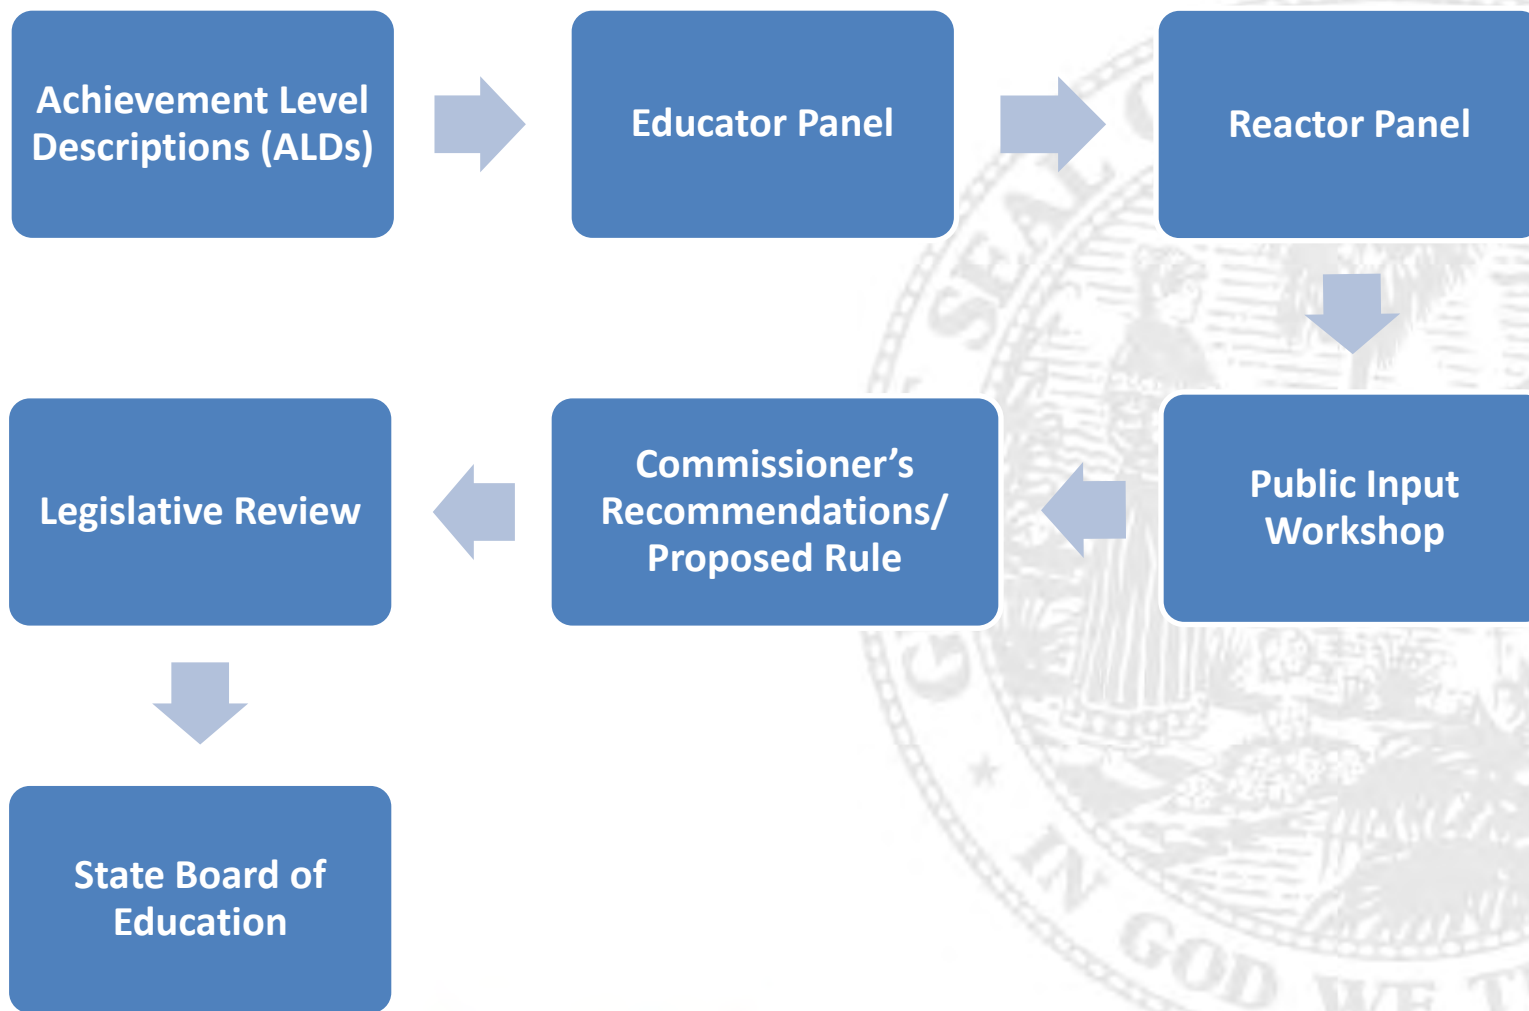 Achievement Level
Descriptions (ALDs)
Educator Panel
Reactor Panel
Public Input
Workshop
Commissioner’s
Recommendations/
Proposed Rule
Legislative Review
State Board of
Education
SEAL
IN GOD WE